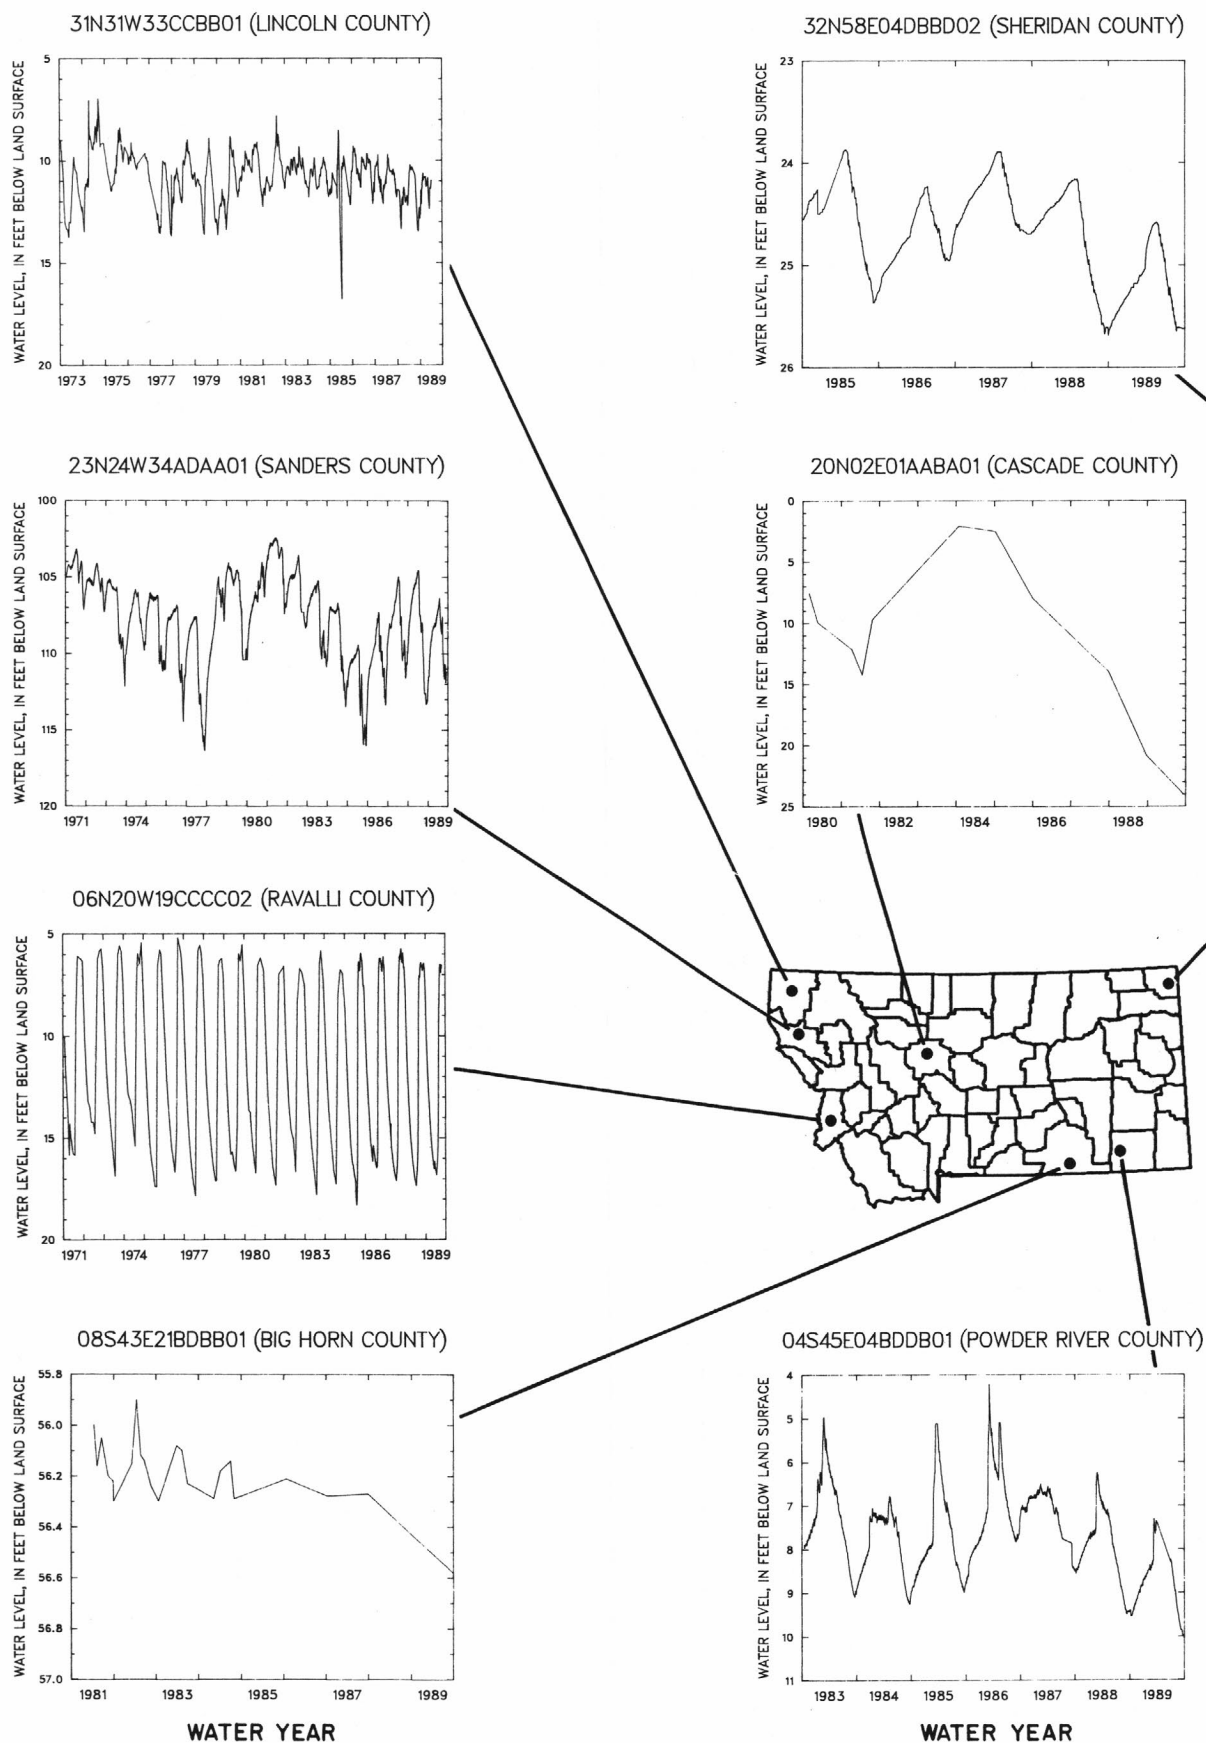 31N31W33CCBB01 (LINCOLN COUNTY)
WATER LEVEL, IN FEET BELOW LAND SURFACE
5
10
15
20
1973 1975 1977 1979 1981 1983 1985 1987 1989
32N58E04DBBD02 (SHERIDAN COUNTY)
WATER LEVEL, IN FEET BELOW LAND SURFACE
23
24
25
26
1985 1986 1987 1988 1989
23N24W34ADAA01 (SANDERS COUNTY)
WATER LEVEL, IN FEET BELOW LAND SURFACE
100
105
110
115
120
1971 1974 1977 1980 1983 1986 1989
20N02E01AABA01 (CASCADE COUNTY)
WATER LEVEL, IN FEET BELOW LAND SURFACE
0
5
10
15
20
25
1980 1982 1984 1986 1988
06N20W19CCCC02 (RAVALLI COUNTY)
WATER LEVEL, IN FEET BELOW LAND SURFACE
5
10
15
20
1971 1974 1977 1980 1983 1986 1989
08S43E21BDBB01 (BIG HORN COUNTY)
WATER LEVEL, IN FEET BELOW LAND SURFACE
55.8
56.0
56.2
56.4
56.6
56.8
57.0
1981 1983 1985 1987 1989
WATER YEAR
04S45E04BDDB01 (POWDER RIVER COUNTY)
WATER LEVEL, IN FEET BELOW LAND SURFACE
4
5
6
7
8
9
10
11
1983 1984 1985 1986 1987 1988 1989
WATER YEAR